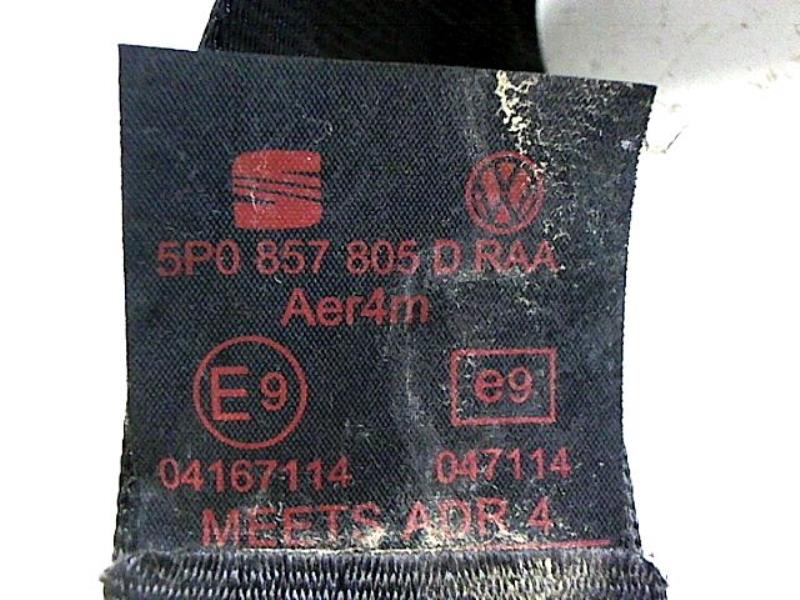 5P0 857 805 D RAA
Aer4m
E9 e9
04167114 047114
MEETS ADR 4